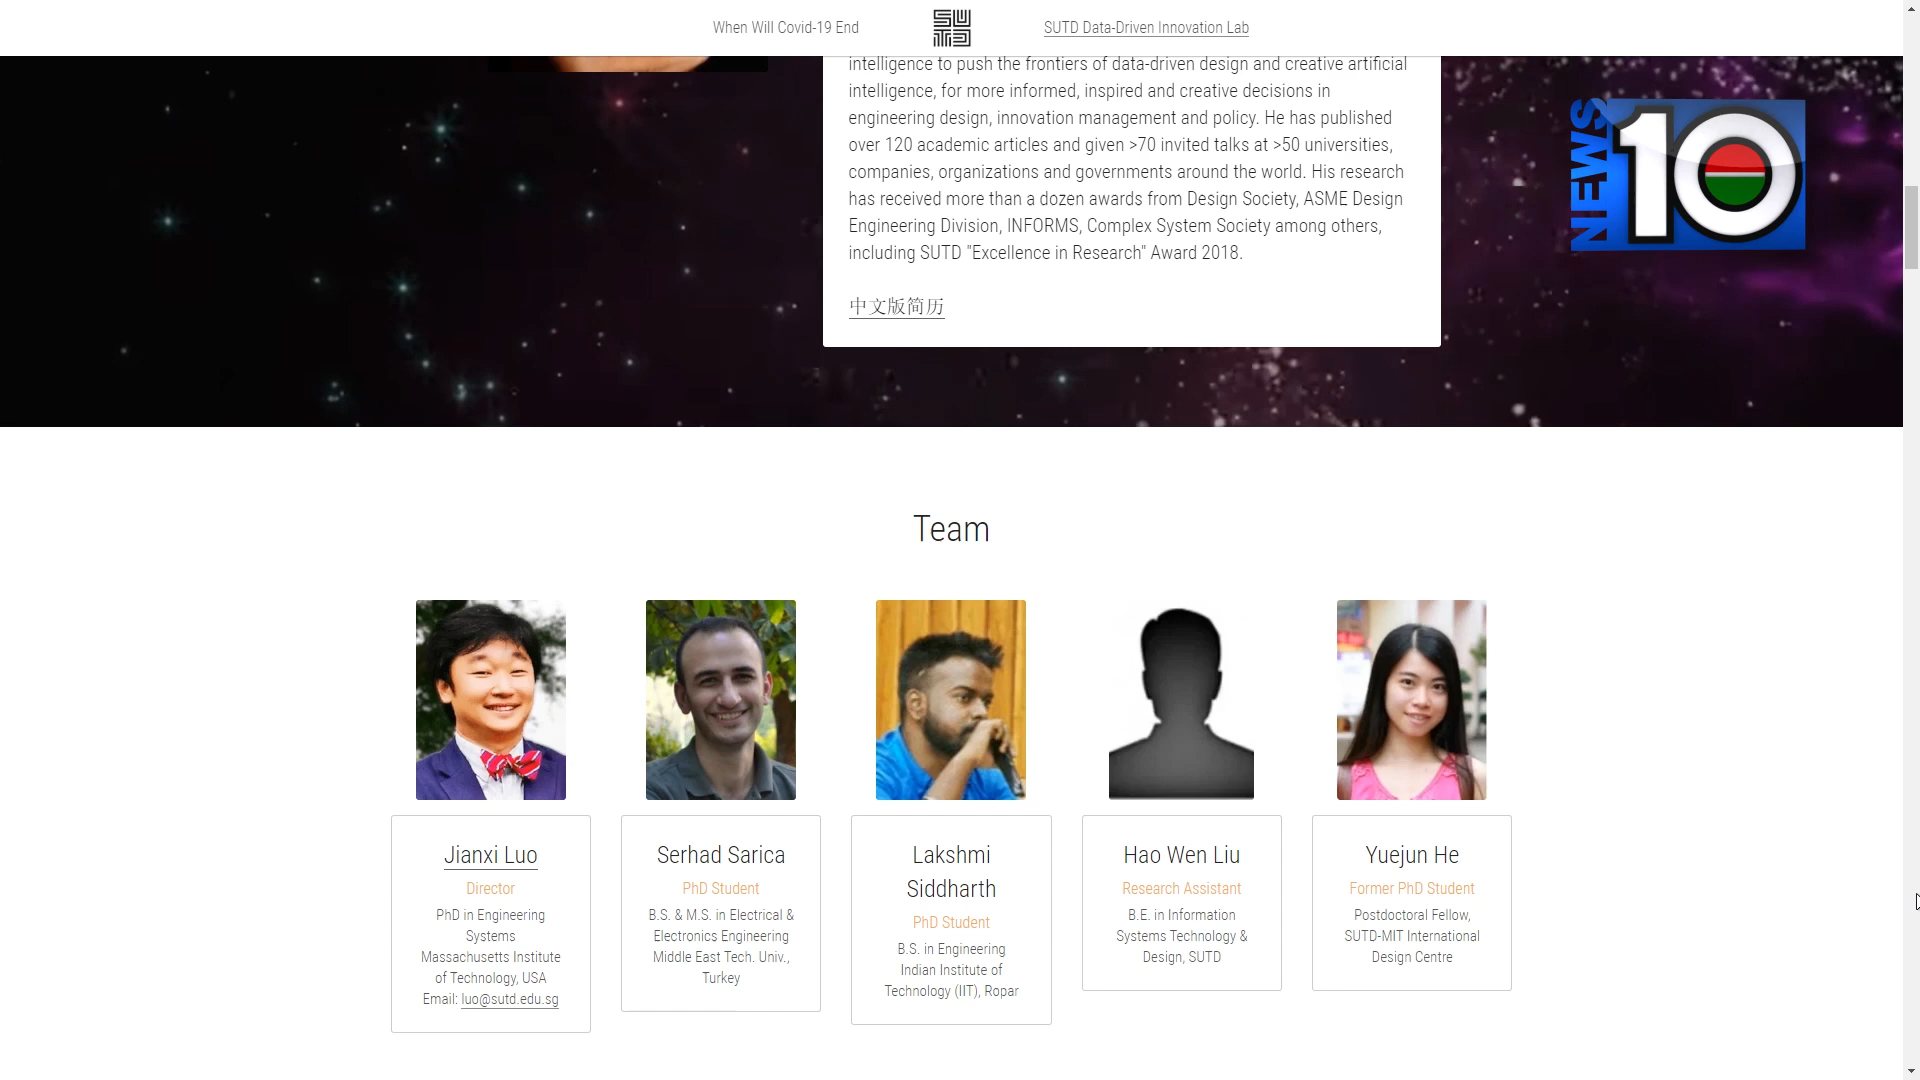 When Will Covid-19 End
SUTD
SUTD Data-Driven Innovation Lab
intelligence to push the frontiers of data-driven design and creative artificial
intelligence, for more informed, inspired and creative decisions in
engineering design, innovation management and policy. He has published
over 120 academic articles and given >70 invited talks at >50 universities,
companies, organizations and governments around the world. His research
has received more than a dozen awards from Design Society, ASME Design
Engineering Division, INFORMS, Complex System Society among others,
including SUTD "Excellence in Research" Award 2018.
中文版简历
NEWS
10
Team
Jianxi Luo
Director
PhD in Engineering
Systems
Massachusetts Institute
of Technology, USA
Email: luo@sutd.edu.sg
Serhad Sarica
PhD Student
B.S. & M.S. in Electrical &
Electronics Engineering
Middle East Tech. Univ.,
Turkey
Lakshmi
Siddharth
PhD Student
B.S. in Engineering
Indian Institute of
Technology (IIT), Ropar
Hao Wen Liu
Research Assistant
B.E. in Information
Systems Technology &
Design, SUTD
Yuejun He
Former PhD Student
Postdoctoral Fellow,
SUTD-MIT International
Design Centre